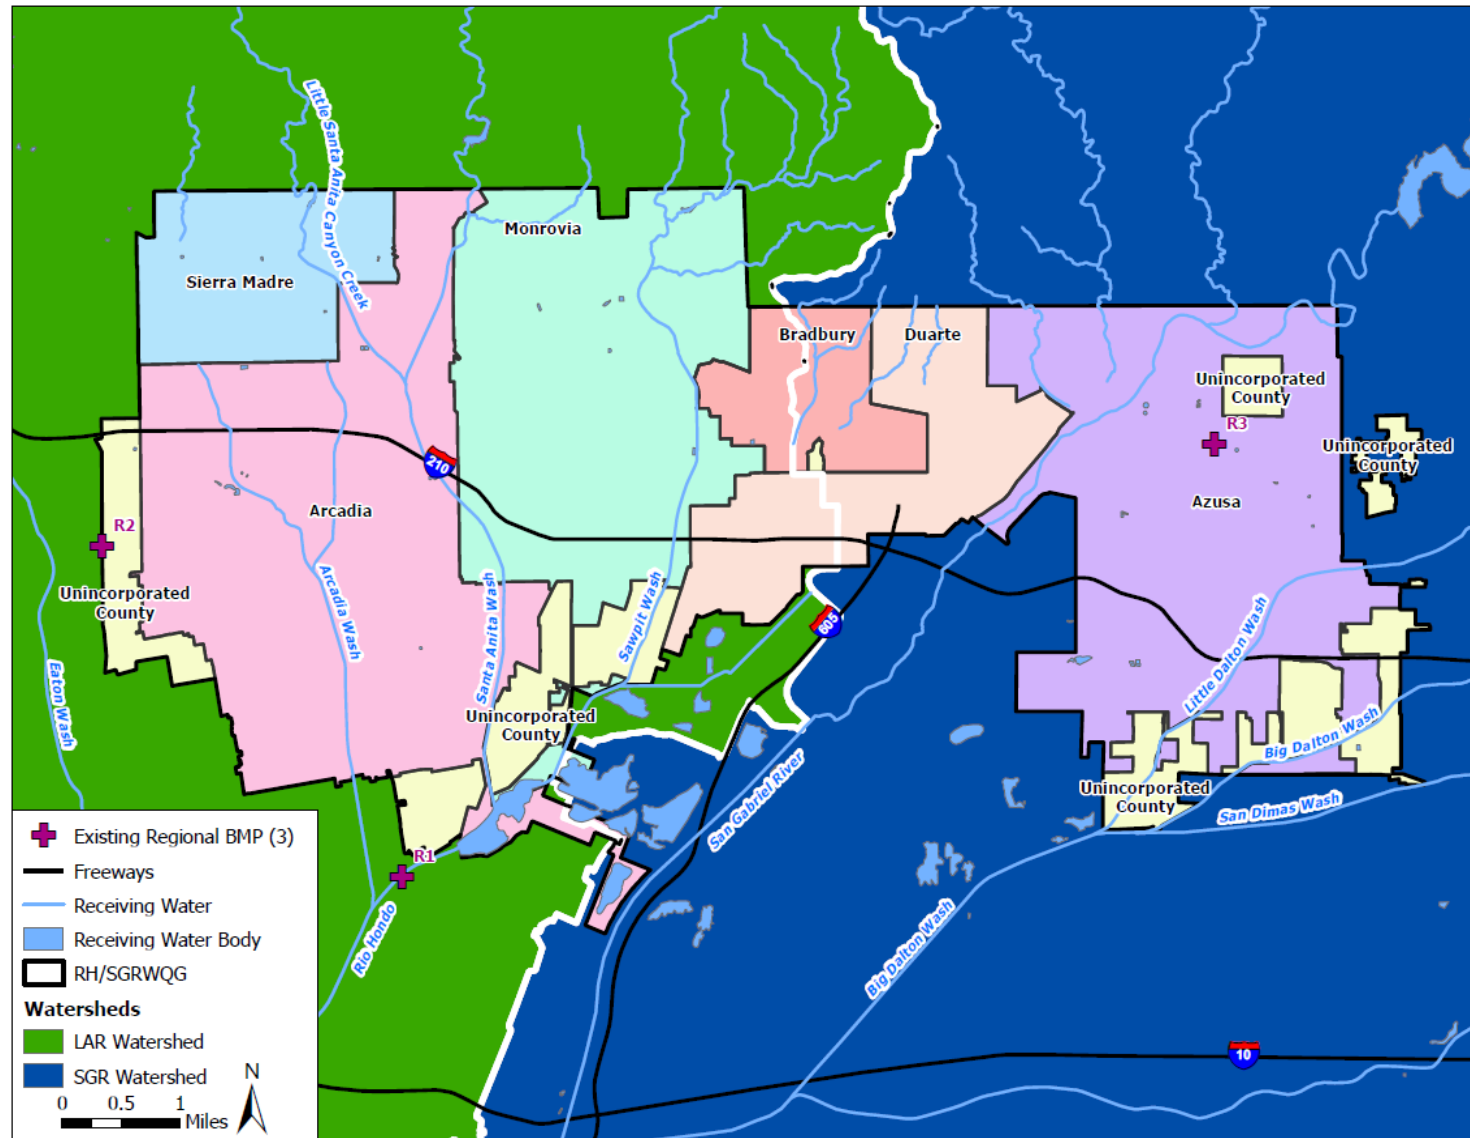 Little Santa Anita Canyon Creek
Monrovia
Sierra Madre
Bradbury
Duarte
Unincorporated
County
R3
Unincorporated
County
210
Arcadia
Azusa
R2
Unincorporated
County
Arcadia Wash
Santa Anita Wash
Sawpit Wash
605
Little Dalton Wash
Eaton Wash
Unincorporated
County
Big Dalton Wash
San Gabriel River
Unincorporated
County
San Dimas Wash
R1
Rio Hondo
Big Dalton Wash
10
Existing Regional BMP (3)
Freeways
Receiving Water
Receiving Water Body
RH/SGRWQG
Watersheds
LAR Watershed
SGR Watershed
N
0 0.5 1
Miles